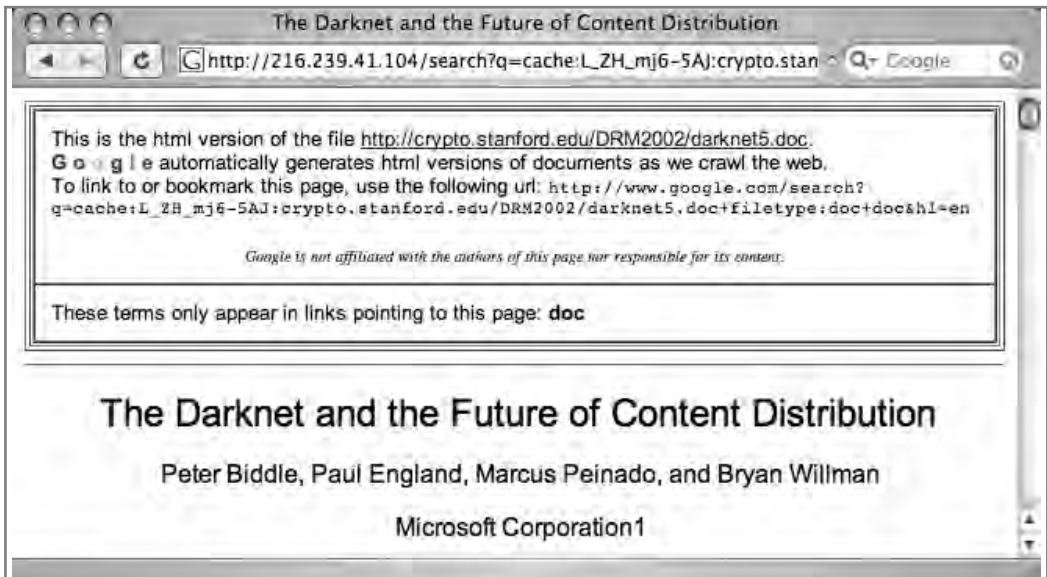 The Darknet and the Future of Content Distribution
http://216.239.41.104/search?q=cache:L_ZH_mj6-5AJ:crypto.stan
Google
This is the html version of the file http://crypto.stanford.edu/DRM2002/darknet5.doc.
Google automatically generates html versions of documents as we crawl the web.
To link to or bookmark this page, use the following url: http://www.google.com/search?
q=cache:L_ZH_mj6-5AJ:crypto.stanford.edu/DRM2002/darknet5.doc+filetype:doc+doc&hl=en
Google is not affiliated with the authors of this page nor responsible for its content.
These terms only appear in links pointing to this page: doc
The Darknet and the Future of Content Distribution
Peter Biddle, Paul England, Marcus Peinado, and Bryan Willman
Microsoft Corporation1